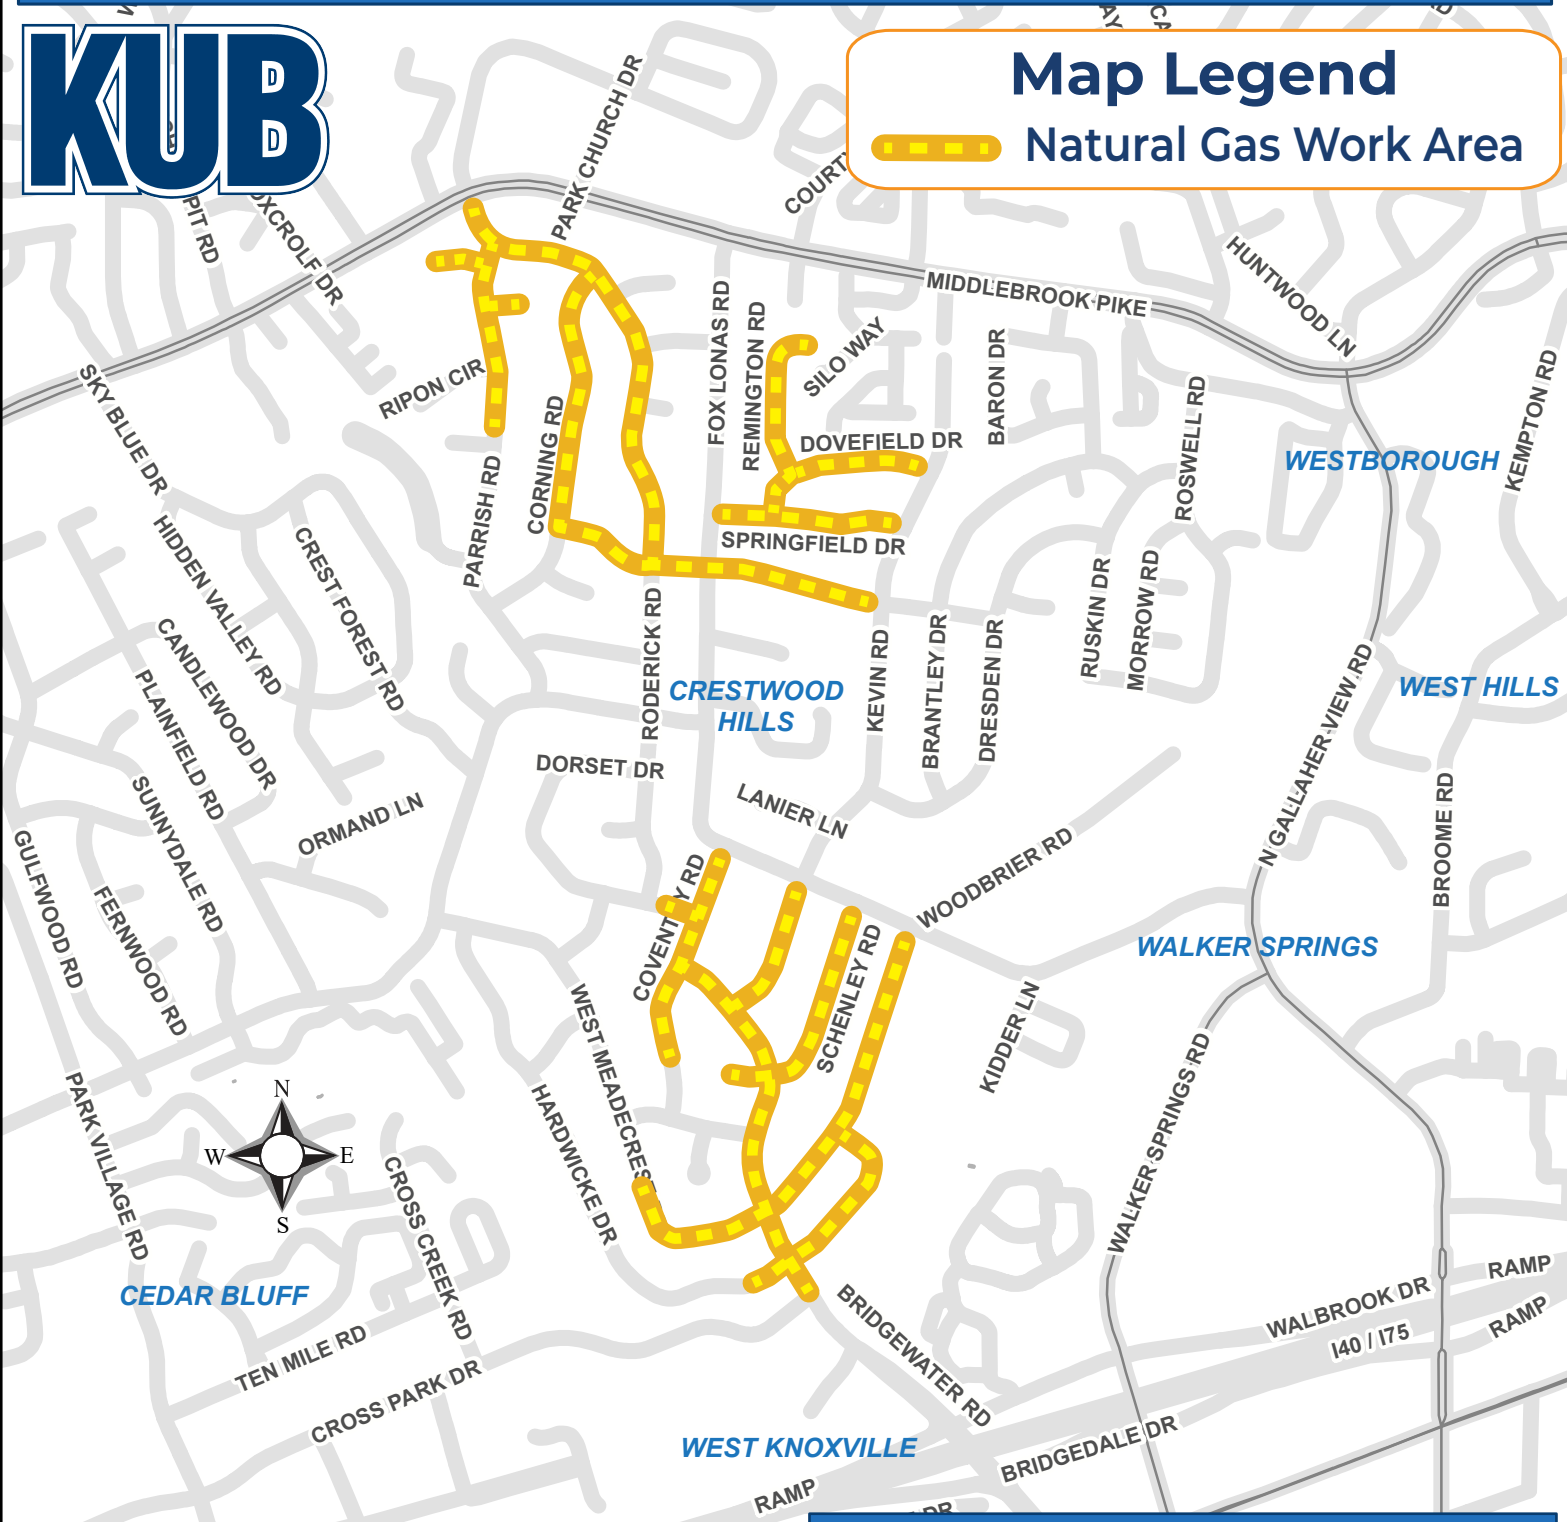 KUB
Map Legend
Natural Gas Work Area
PARK CHURCH DR
PIT RD
MIDDLEBROOK PIKE
HUNTWOOD LN
SKY BLUE DR
RIPON CIR
CORNING RD
PARRISH RD
FOX LONAS RD
REMINGTON RD
SILO WAY
DOVEFIELD DR
BARON DR
ROSWELL RD
KEMPTON RD
WESTBOROUGH
SPRINGFIELD DR
HIDDEN VALLEY RD
CREST FOREST RD
CANDLEWOOD DR
PLAINFIELD RD
RODERICK RD
CRESTWOOD
HILLS
KEVIN RD
BRANTLEY DR
DRESDEN DR
RUSKIN DR
MORROW RD
N GALLAHER VIEW RD
WEST HILLS
DORSET DR
LANIER LN
SUNNYDALE RD
ORMAND LN
GULFWOOD RD
FERNWOOD RD
COVENTRY RD
WOODBRIER RD
BROOME RD
WALKER SPRINGS
SCHENLEY RD
KIDDER LN
WEST MEADECREST
HARDWICKE DR
WALKER SPRINGS RD
PARK VILLAGE RD
N
W
E
S
CROSS CREEK RD
CEDAR BLUFF
TEN MILE RD
CROSS PARK DR
BRIDGEWATER RD
WALBROOK DR
RAMP
I40 / I75
RAMP
WEST KNOXVILLE
BRIDGEDALE DR
RAMP
DR